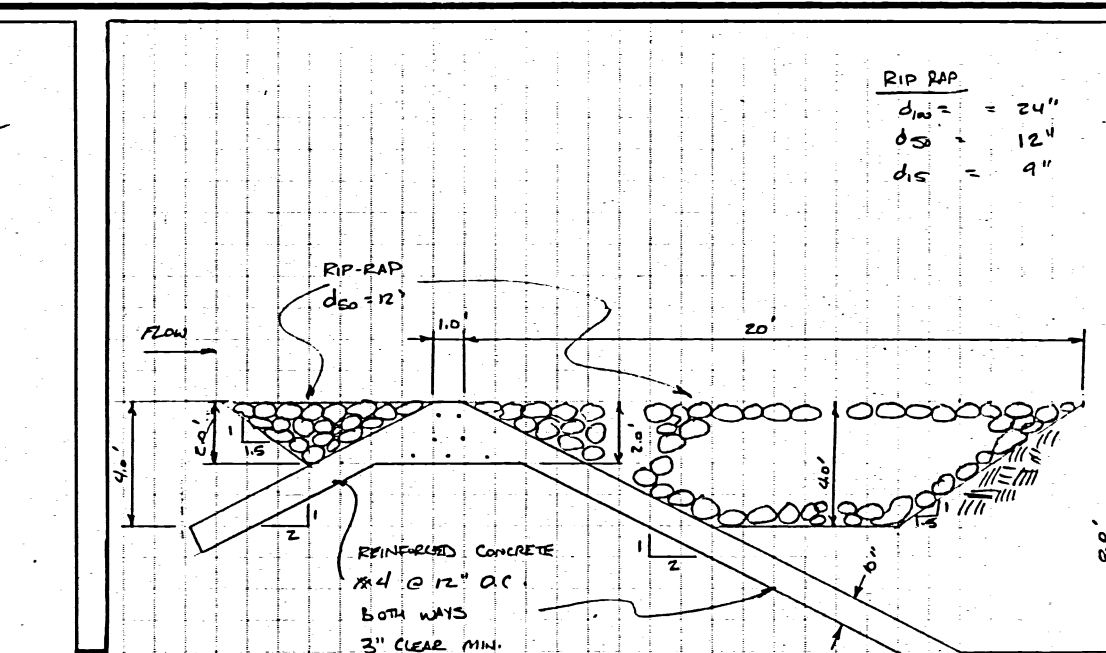 RIP RAP
d100 = = 24"
d50 = 12"
d15 = 9"
RIP-RAP
d50 = 12"
FLOW
1.0'
20'
4.0'
2.0'
1
1.5
2.0'
4.0'
1
1.5
1
2
1
2
REINFORCED CONCRETE
#4 @ 12" O.C.
BOTH WAYS
3" CLEAR MIN.